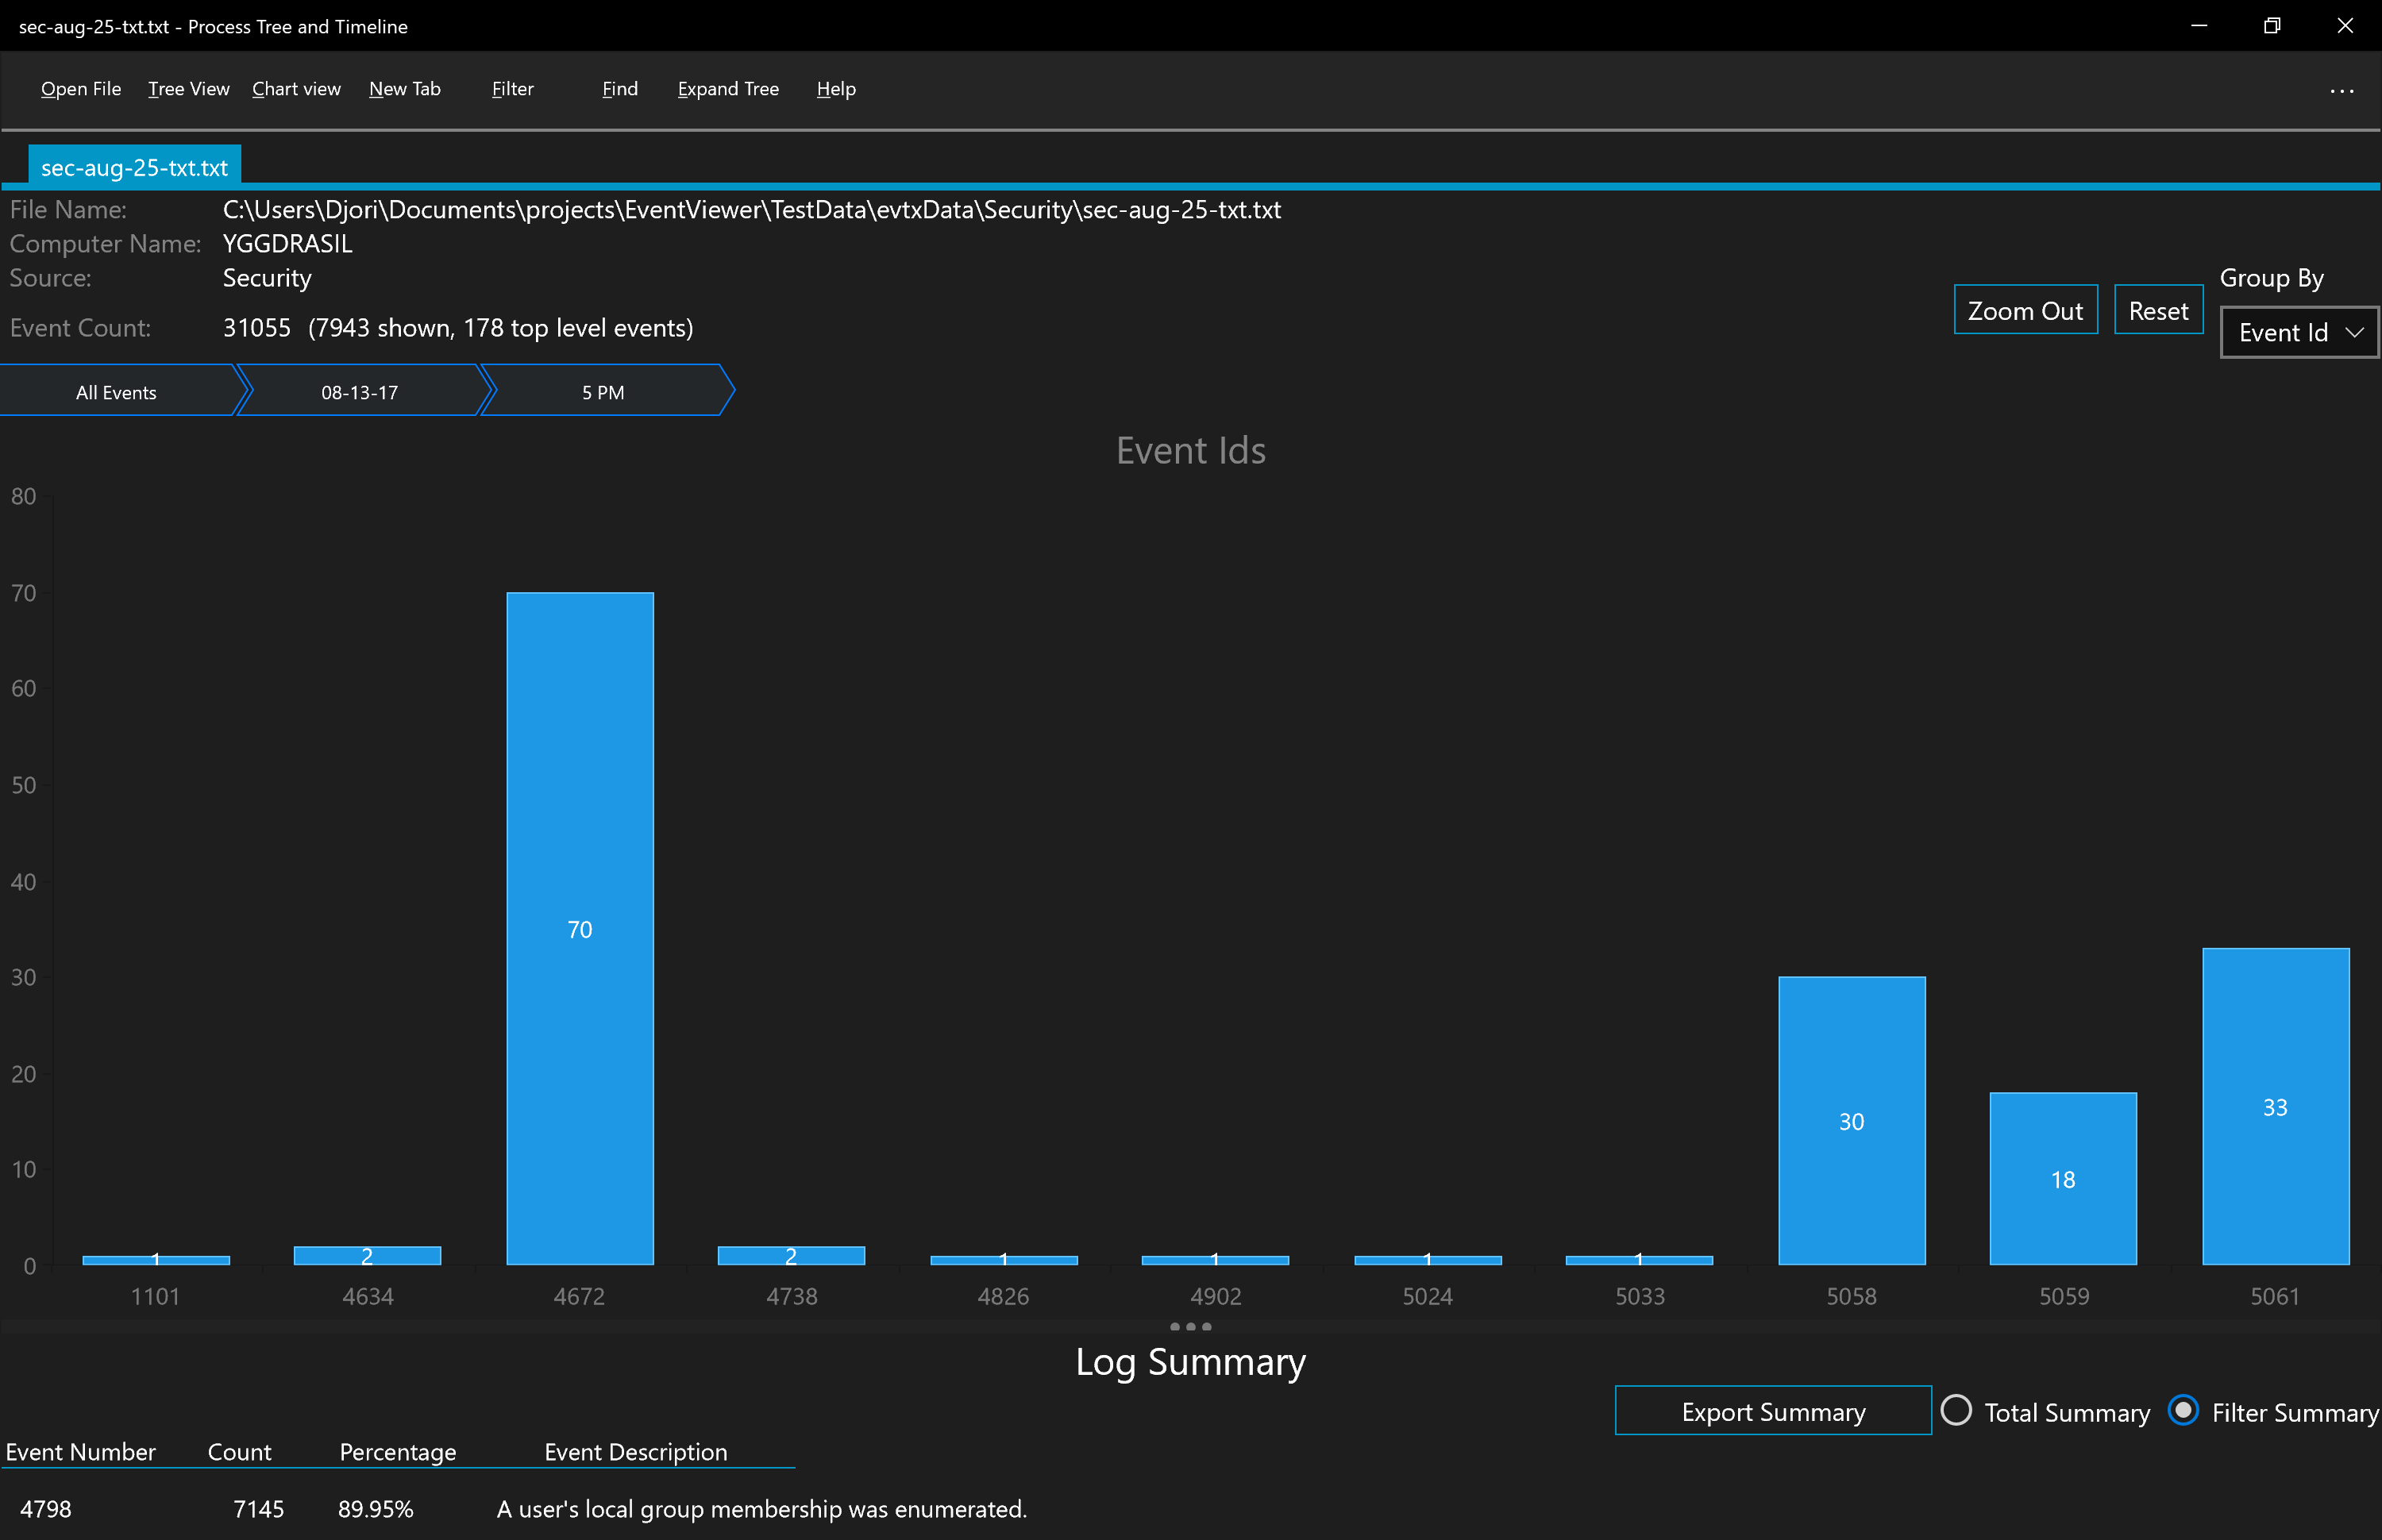 sec-aug-25-txt.txt - Process Tree and Timeline
Open File Tree View Chart view New Tab Filter Find Expand Tree Help ...
sec-aug-25-txt.txt
File Name: C:\Users\Djori\Documents\projects\EventViewer\TestData\evtxData\Security\sec-aug-25-txt.txt
Computer Name: YGGDRASIL
Source: Security
Group By
Event Count: 31055 (7943 shown, 178 top level events)
Zoom Out Reset Event Id
All Events 08-13-17 5 PM
Event Ids
80
70
60
50
40
30
20
10
0
1 2 70 2 1 1 1 1 30 18 33
1101 4634 4672 4738 4826 4902 5024 5033 5058 5059 5061
Log Summary
Export Summary Total Summary Filter Summary
Event Number Count Percentage Event Description
4798 7145 89.95% A user's local group membership was enumerated.